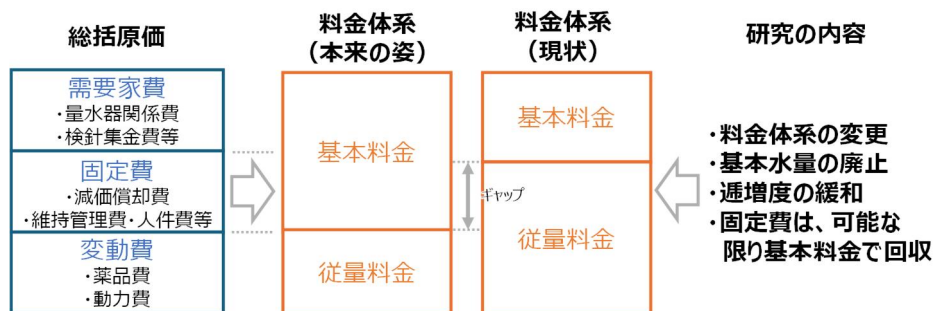 総括原価
需要家費
・量水器関係費
・検針集金費等
固定費
・減価償却費
・維持管理費・人件費等
変動費
・薬品費
・動力費
料金体系
（本来の姿）
基本料金
従量料金
ギャップ
料金体系
（現状）
基本料金
従量料金
研究の内容
・料金体系の変更
・基本水量の廃止
・逓増度の緩和
・固定費は、可能な
限り基本料金で回収